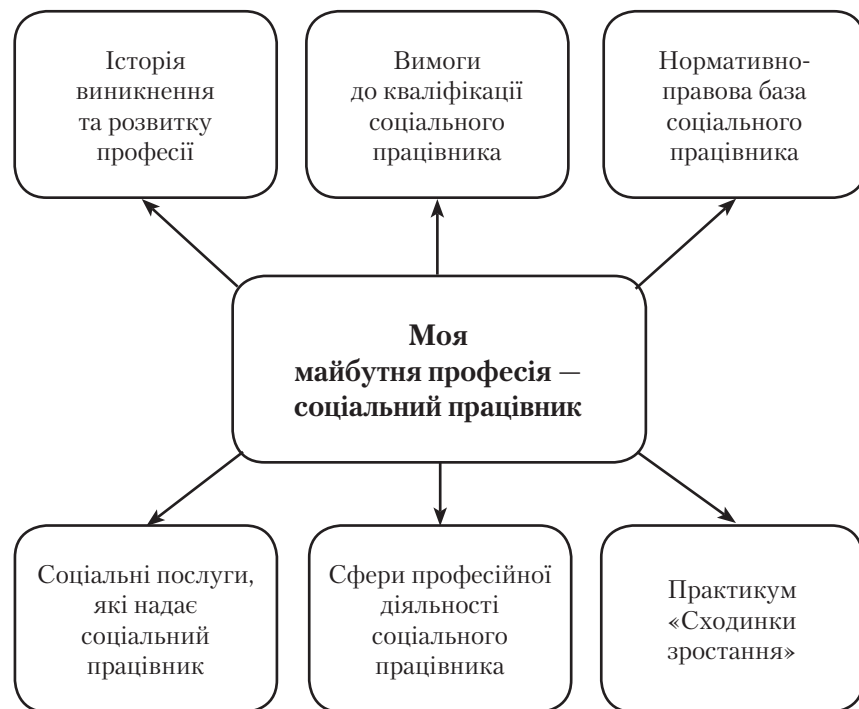 Історія
виникнення
та розвитку
професії
Вимоги
до кваліфікації
соціального
працівника
Нормативно-
правова база
соціального
працівника
Моя
майбутня професія —
соціальний працівник
Соціальні послуги,
які надає
соціальний
працівник
Сфери професійної
діяльності
соціального
працівника
Практикум
«Сходинки
зростання»